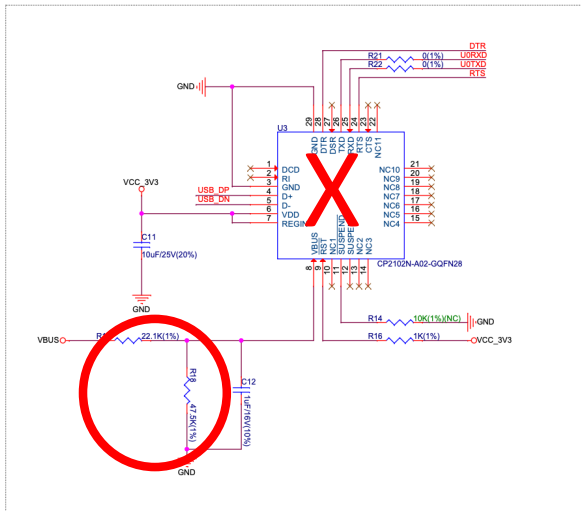 DTR
R21 0(1%) U0RXD
R22 0(1%) U0TXD
RTS
GND
29 28 27 26 25 24 23 22
U3
GND DTR DSR TXD RXD RTS CTS NC11
1 DCD
2 RI
3 GND
USB_DP 4 D+
USB_DN 5 D-
6 VDD
7 REGIN
NC10 21
NC9 20
NC8 19
NC7 18
NC6 17
NC5 16
NC4 15
VBUS RST NC1 SUSPEND SUSPE NC2 NC3
8 9 10 11 12 13 14
CP2102N-A02-GQFN28
VCC_3V3
C11
10uF/25V(20%)
GND
R14 10K(1%)(NC) GND
R16 1K(1%) VCC_3V3
VBUS 22.1K(1%)
R18
47.5K(1%)
C12
1uF/16V(10%)
GND